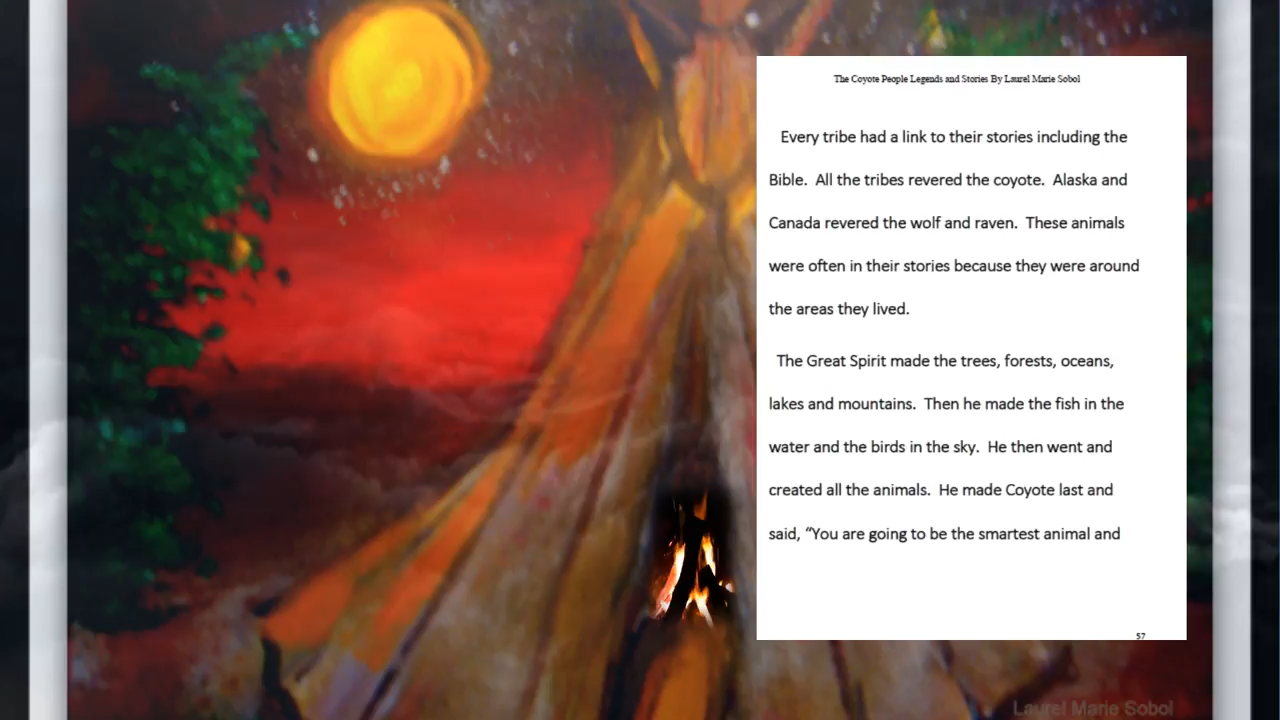 The Coyote People Legends and Stories By Laurel Marie Sobol
Every tribe had a link to their stories including the
Bible.  All the tribes revered the coyote.  Alaska and
Canada revered the wolf and raven.  These animals
were often in their stories because they were around
the areas they lived.
The Great Spirit made the trees, forests, oceans,
lakes and mountains.  Then he made the fish in the
water and the birds in the sky.  He then went and
created all the animals.  He made Coyote last and
said, “You are going to be the smartest animal and
57
Laurel Marie Sobol